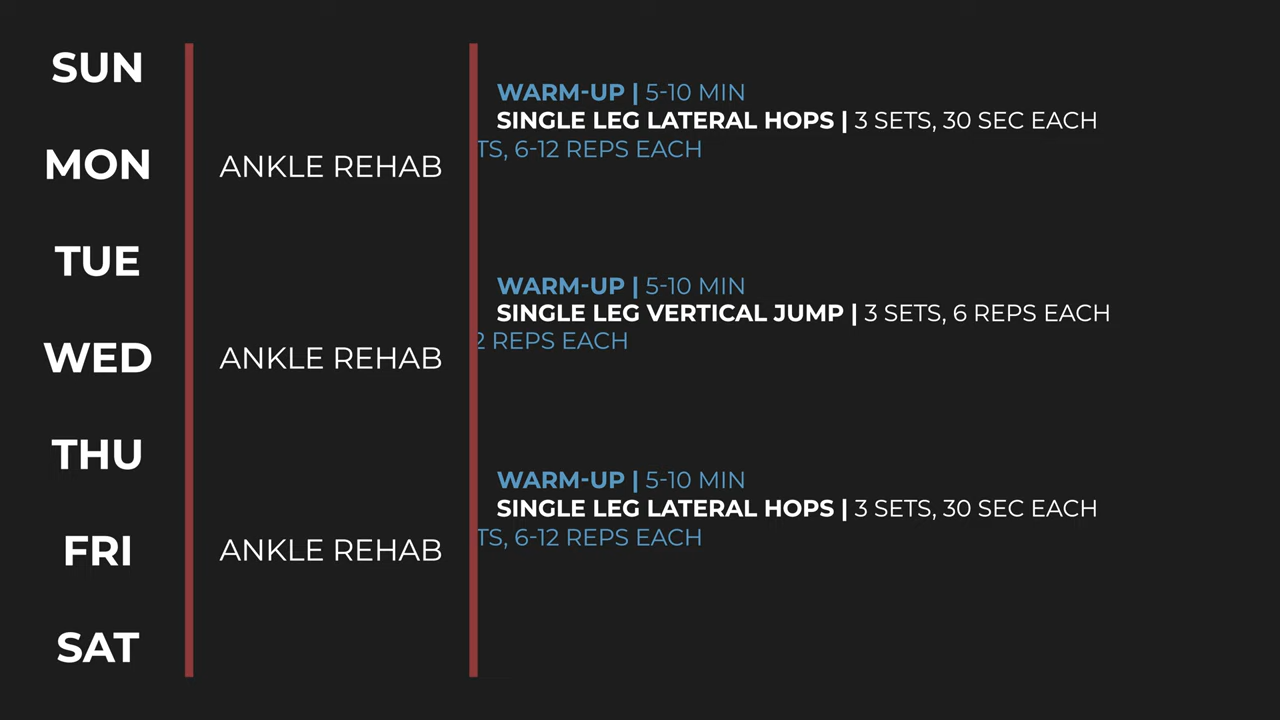 SUN
MON
TUE
WED
THU
FRI
SAT
ANKLE REHAB
ANKLE REHAB
ANKLE REHAB
WARM-UP | 5-10 MIN
SINGLE LEG LATERAL HOPS | 3 SETS, 30 SEC EACH
TS, 6-12 REPS EACH
WARM-UP | 5-10 MIN
SINGLE LEG VERTICAL JUMP | 3 SETS, 6 REPS EACH
2 REPS EACH
WARM-UP | 5-10 MIN
SINGLE LEG LATERAL HOPS | 3 SETS, 30 SEC EACH
TS, 6-12 REPS EACH